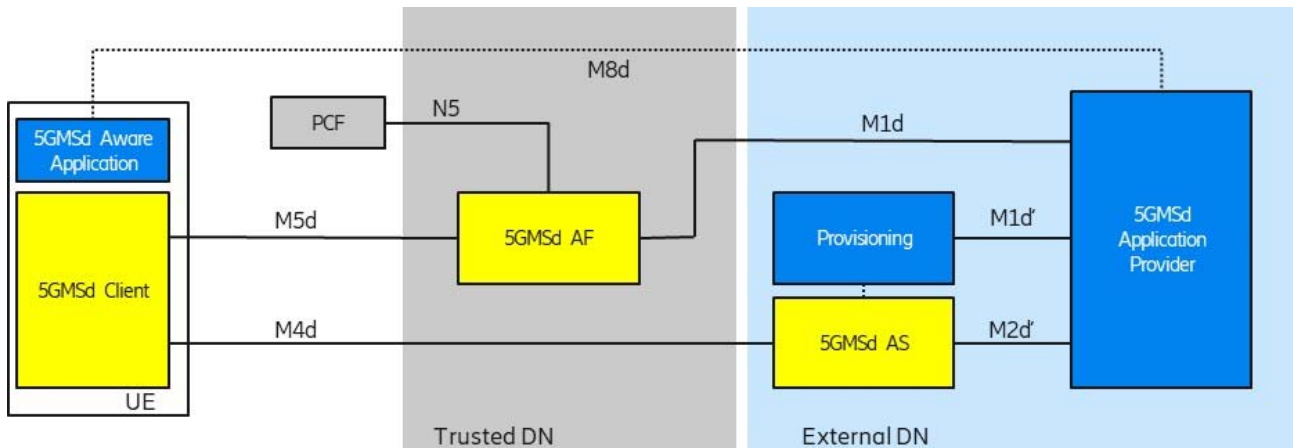 M8d
PCF
N5
M1d
5GMSd Aware
Application
M5d
5GMSd AF
Provisioning
M1d'
5GMSd
Application
Provider
5GMSd Client
M4d
5GMSd AS
M2d'
UE
Trusted DN
External DN